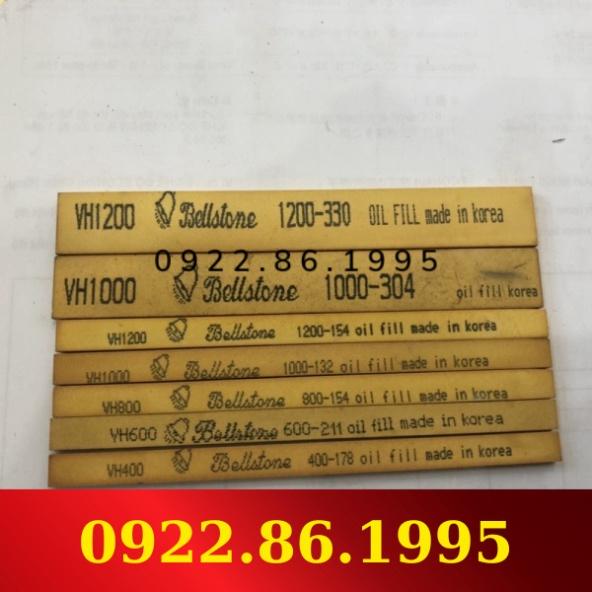 VH1200 Bellstone 1200-330 OIL FILL made in korea
0922.86.1995
VH1000 Bellstone 1000-304 oil fill korea
VH1200 Bellstone 1200-154 oil fill made in korea
VH1000 Bellstone 1000-132 oil fill made in korea
VH800 Bellstone 800-154 oil fill made in korea
VH600 Bellstone 600-211 oil fill made in korea
VH400 Bellstone 400-178 oil fill made in korea
0922.86.1995